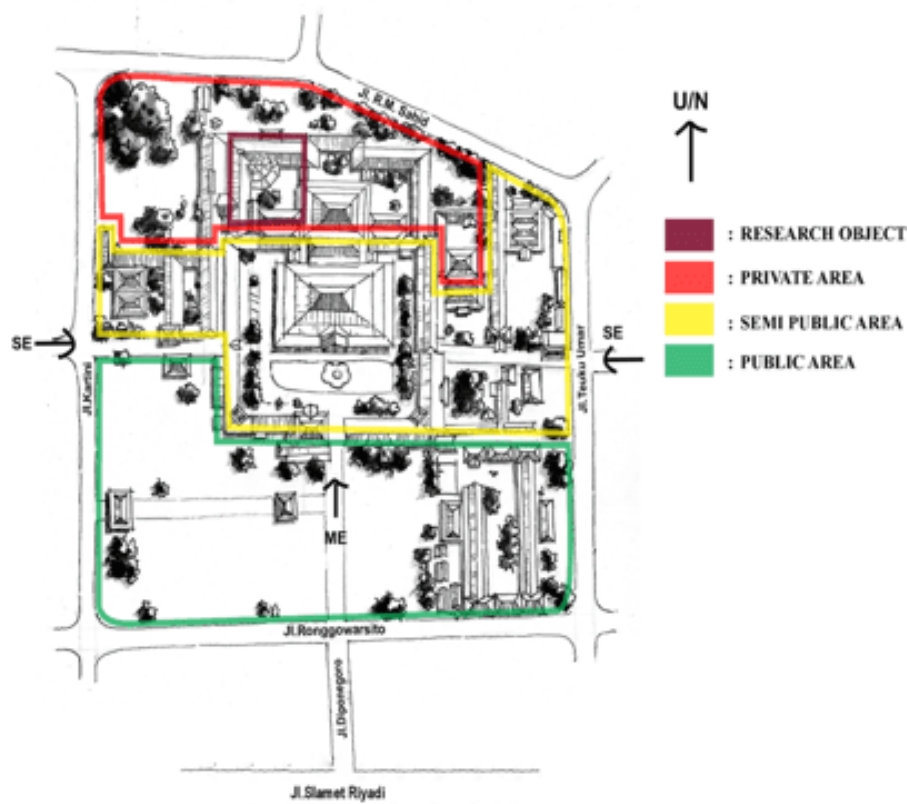 Jl. R.M. Sahid
U/N
: RESEARCH OBJECT
: PRIVATE AREA
: SEMI PUBLIC AREA
: PUBLIC AREA
SE
SE
Jl.Kartini
Jl.Teuku Umar
ME
Jl.Ronggowarsito
Jl.Diponegoro
Jl.Slamet Riyadi